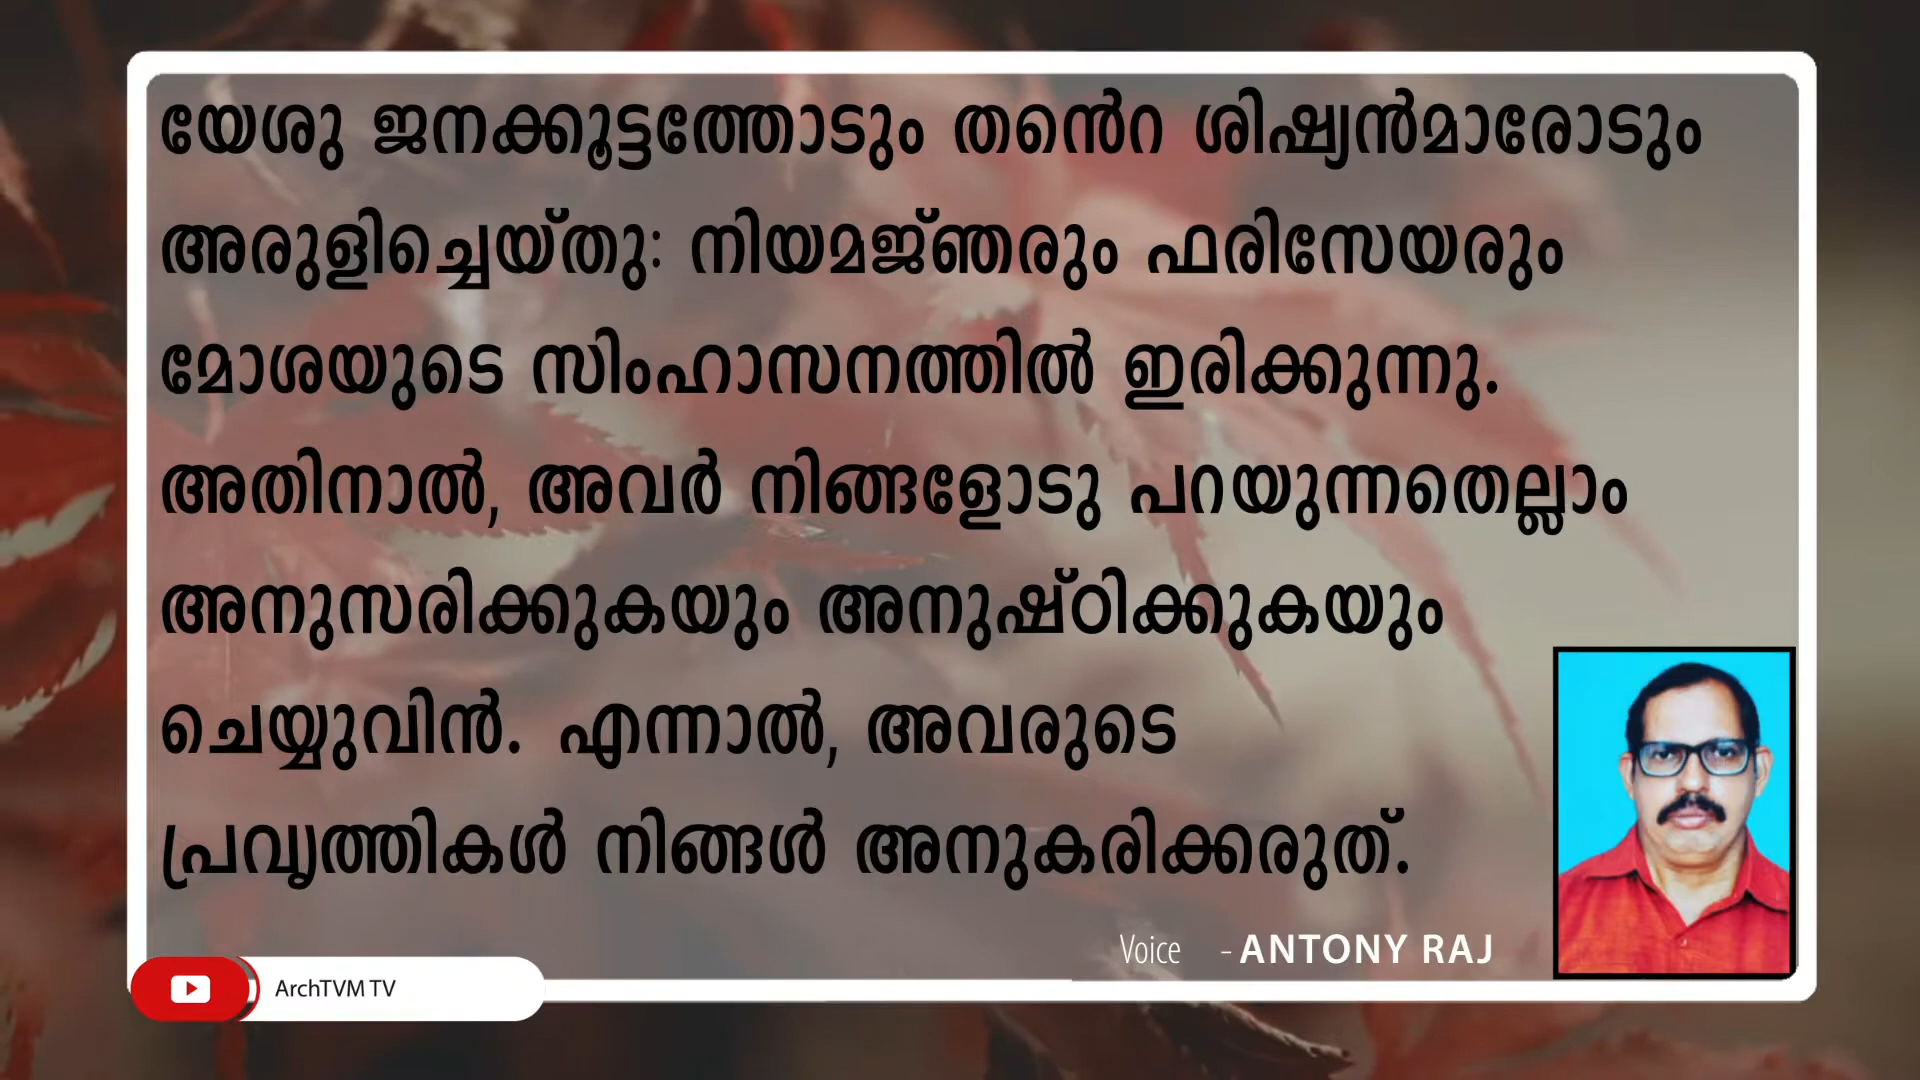 യേശു ജനക്കൂട്ടത്തോടും തൻെറ ശിഷ്യൻമാരോടും
അരുളിച്ചെയ്തു: നിയമജ്ഞരും ഫരിസേയരും
മോശയുടെ സിംഹാസനത്തിൽ ഇരിക്കുന്നു.
അതിനാൽ, അവർ നിങ്ങളോടു പറയുന്നതെല്ലാം
അനുസരിക്കുകയും അനുഷ്ഠിക്കുകയും
ചെയ്യുവിൻ. എന്നാൽ, അവരുടെ
പ്രവൃത്തികൾ നിങ്ങൾ അനുകരിക്കരുത്.
Voice - ANTONY RAJ
ArchTVM TV